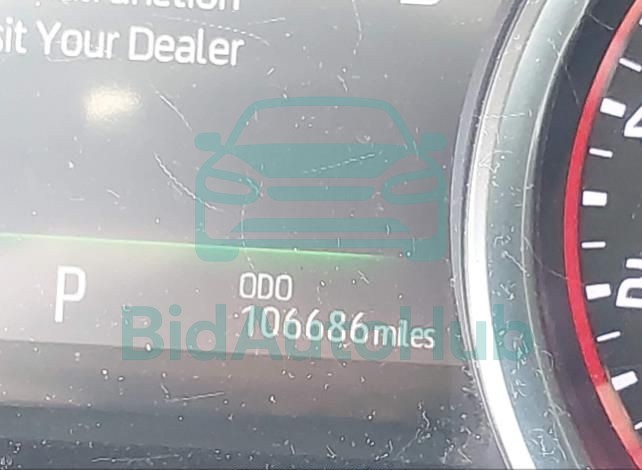 sit Your Dealer
P
ODO
106686 miles
BidAutoHub